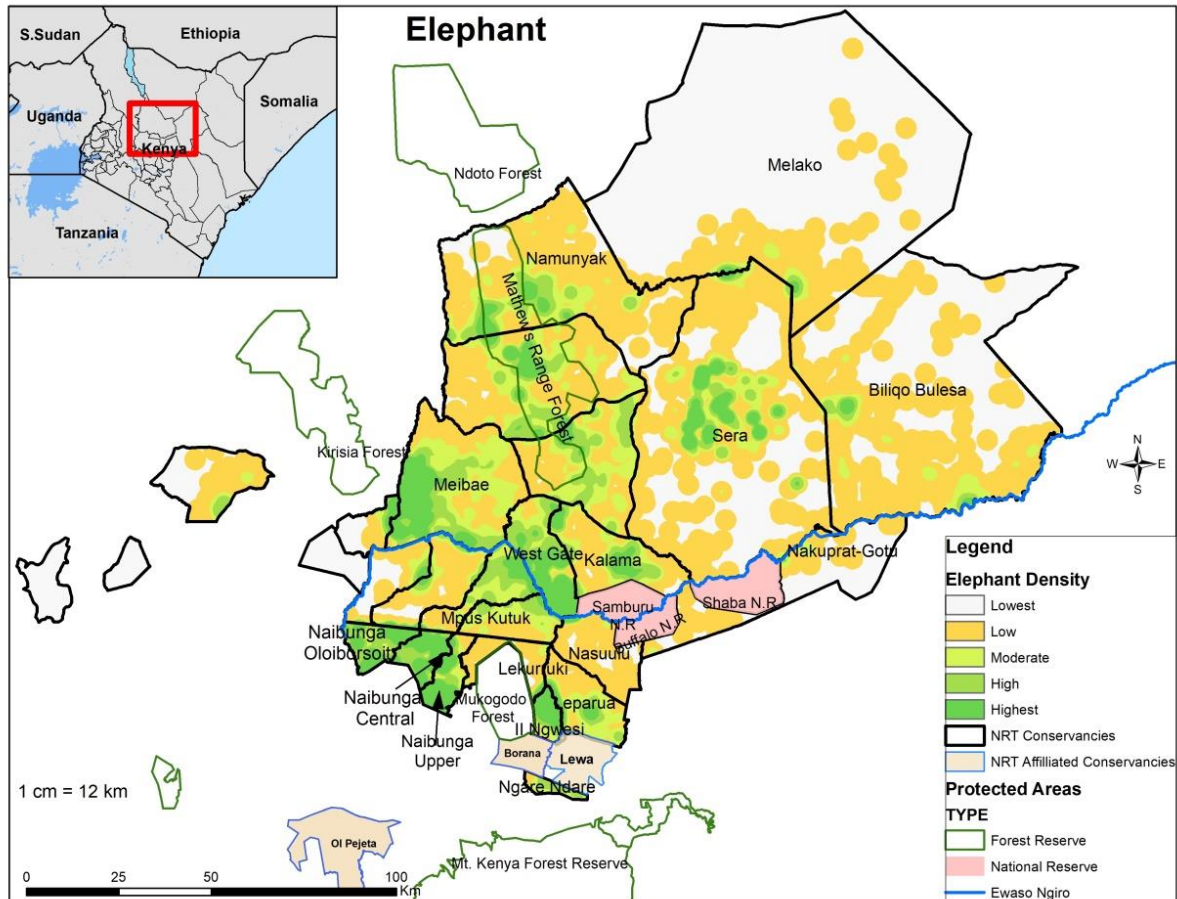 Elephant
S.Sudan
Ethiopia
Somalia
Uganda
Kenya
Tanzania
Ndoto Forest
Melako
Namunyak
Mathews Range Forest
Biliqo Bulesa
Sera
Kirisia Forest
Meibae
N
W
E
S
West Gate
Kalama
Nakuprat-Gotu
Samburu
N.R
Shaba N.R
Buffalo N.R
Mpus Kutuk
Naibunga
Oloiborsoit
Nasuulu
Lekurruki
Naibunga
Central
Mukogodo
Forest
eparua
Il Ngwesi
Naibunga
Upper
Borana
Lewa
Ngare Ndare
1 cm = 12 km
Ol Pejeta
Mt. Kenya Forest Reserve
0
25
50
100
Km
Legend
Elephant Density
Lowest
Low
Moderate
High
Highest
NRT Conservancies
NRT Affiliated Conservancies
Protected Areas
TYPE
Forest Reserve
National Reserve
Ewaso Ngiro